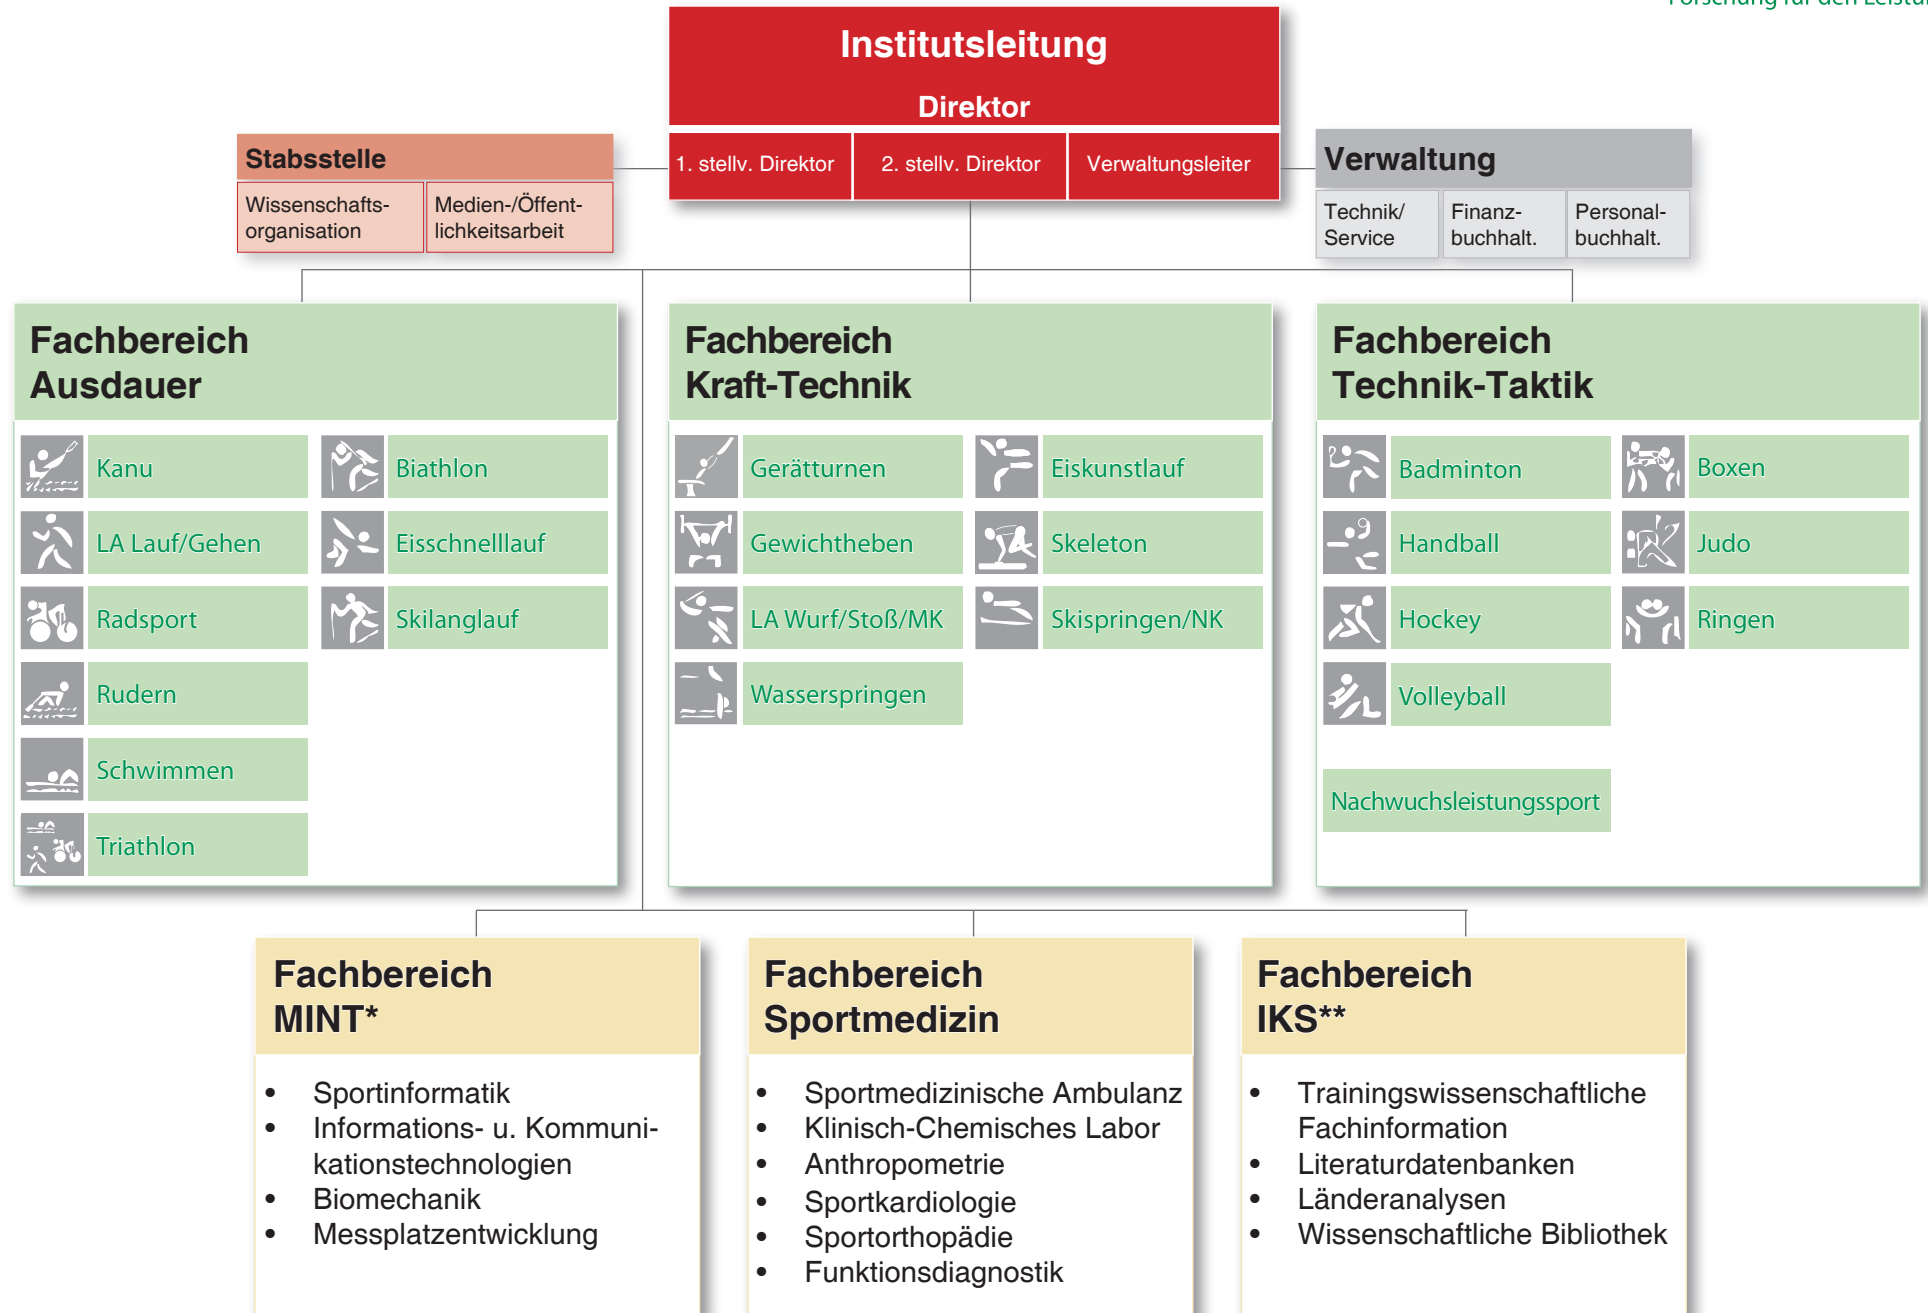 Forschung für den Leistu
Institutsleitung
Direktor
1. stellv. Direktor
2. stellv. Direktor
Verwaltungsleiter
Stabsstelle
Wissenschafts-
organisation
Medien-/Öffent-
lichkeitsarbeit
Verwaltung
Technik/
Service
Finanz-
buchhalt.
Personal-
buchhalt.
Fachbereich
Ausdauer
Kanu
LA Lauf/Gehen
Radsport
Rudern
Schwimmen
Triathlon
Biathlon
Eisschnelllauf
Skilanglauf
Fachbereich
Kraft-Technik
Gerätturnen
Gewichtheben
LA Wurf/Stoß/MK
Wasserspringen
Eiskunstlauf
Skeleton
Skispringen/NK
Fachbereich
Technik-Taktik
Badminton
Handball
Hockey
Volleyball
Nachwuchsleistungssport
Boxen
Judo
Ringen
Fachbereich
MINT*
• Sportinformatik
• Informations- u. Kommuni-
kationstechnologien
• Biomechanik
• Messplatzentwicklung
Fachbereich
Sportmedizin
• Sportmedizinische Ambulanz
• Klinisch-Chemisches Labor
• Anthropometrie
• Sportkardiologie
• Sportorthopädie
• Funktionsdiagnostik
Fachbereich
IKS**
• Trainingswissenschaftliche
Fachinformation
• Literaturdatenbanken
• Länderanalysen
• Wissenschaftliche Bibliothek